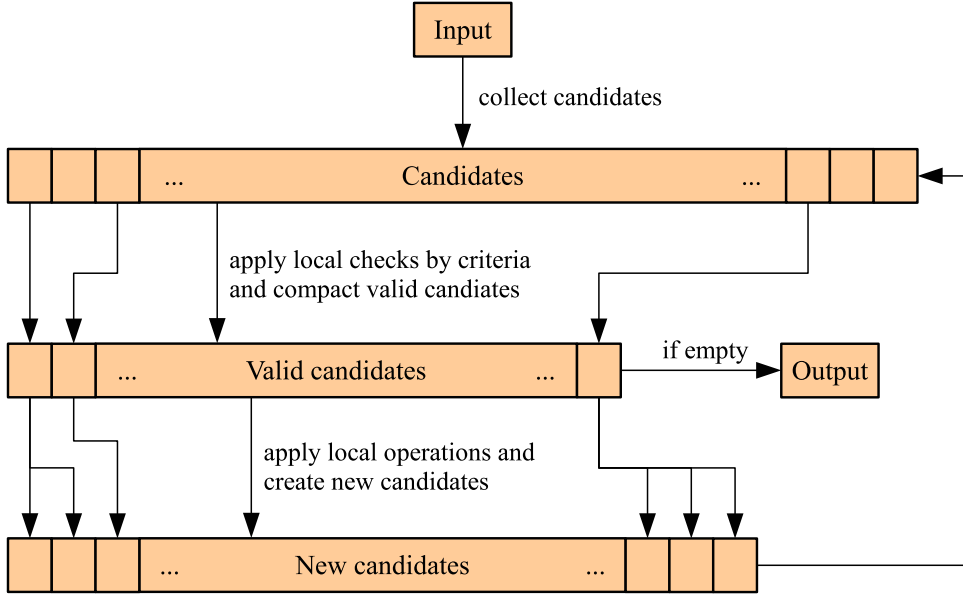 Input
collect candidates
... Candidates ...
apply local checks by criteria
and compact valid candiates
... Valid candidates ...
if empty
Output
apply local operations and
create new candidates
... New candidates ...